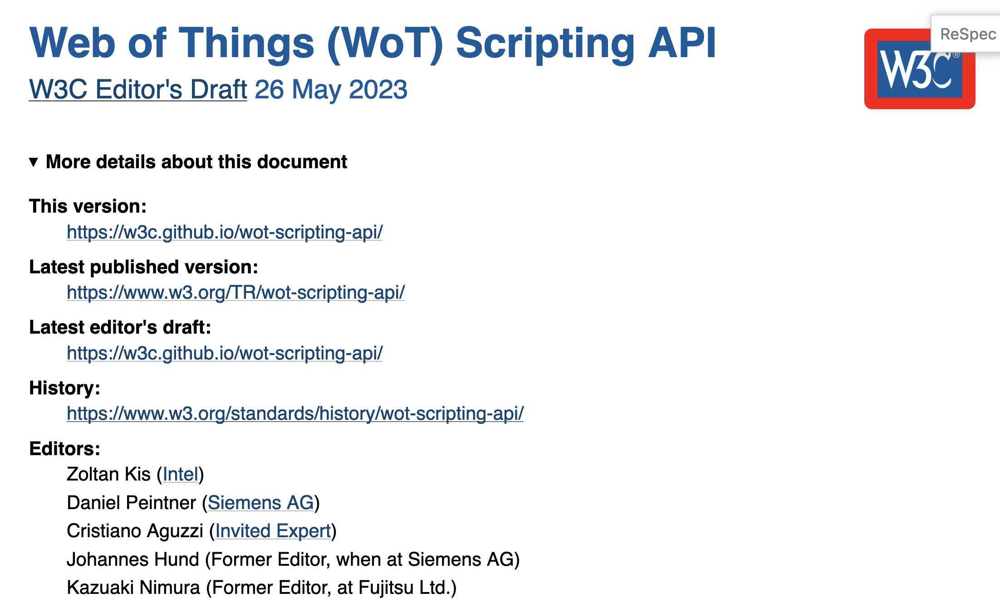 Web of Things (WoT) Scripting API
W3C Editor's Draft 26 May 2023
ReSpec
W3C®
▼ More details about this document
This version:
https://w3c.github.io/wot-scripting-api/
Latest published version:
https://www.w3.org/TR/wot-scripting-api/
Latest editor's draft:
https://w3c.github.io/wot-scripting-api/
History:
https://www.w3.org/standards/history/wot-scripting-api/
Editors:
Zoltan Kis (Intel)
Daniel Peintner (Siemens AG)
Cristiano Aguzzi (Invited Expert)
Johannes Hund (Former Editor, when at Siemens AG)
Kazuaki Nimura (Former Editor, at Fujitsu Ltd.)